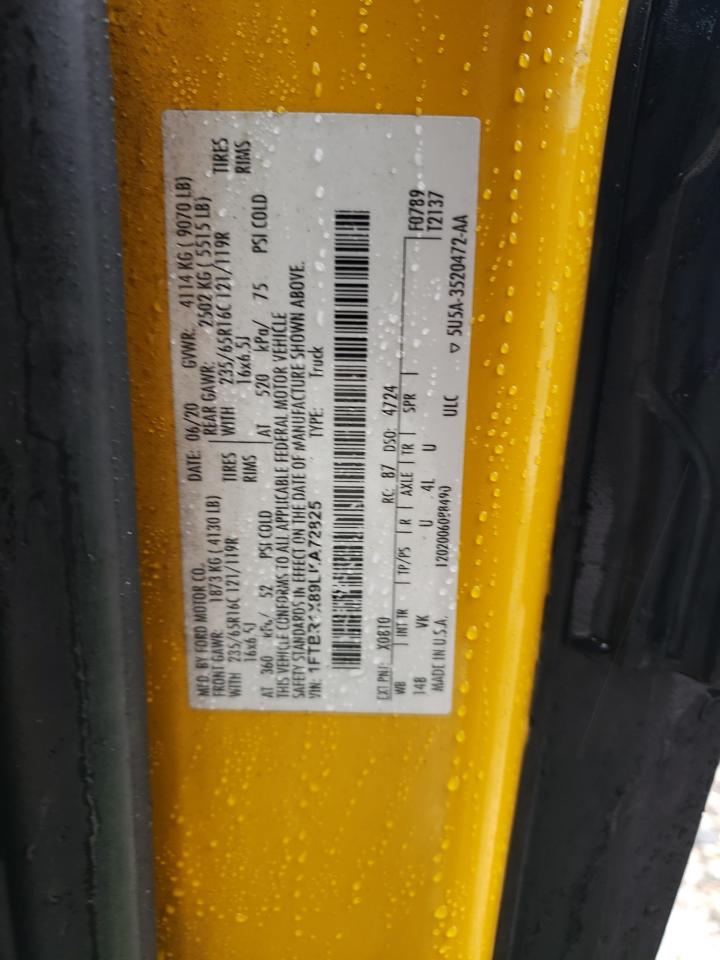 MFD. BY FORD MOTOR CO. DATE: 06/20 GVWR: 4114 KG ( 9070 LB)
FRONT GAWR: 1873 KG ( 4130 LB) REAR GAWR: 2502 KG ( 5515 LB)
WITH 235/65R16C 121/119R TIRES WITH 235/65R16C 121/119R TIRES
16x6.5J RIMS 16x6.5J RIMS
AT 360 kPa/ 52 PSI COLD AT 520 kPa/ 75 PSI COLD
THIS VEHICLE CONFORMS TO ALL APPLICABLE FEDERAL MOTOR VEHICLE
SAFETY STANDARDS IN EFFECT ON THE DATE OF MANUFACTURE SHOWN ABOVE.
VIN: TYPE: Truck
EXT PNT: X0810 RC: 87 DSO: 4724 F0789
WB INT TR TP/PS R AXLE TR SPR T2137
148 VK U 4L U
MADE IN U.S.A. ULC 5U5A-3520472-AA